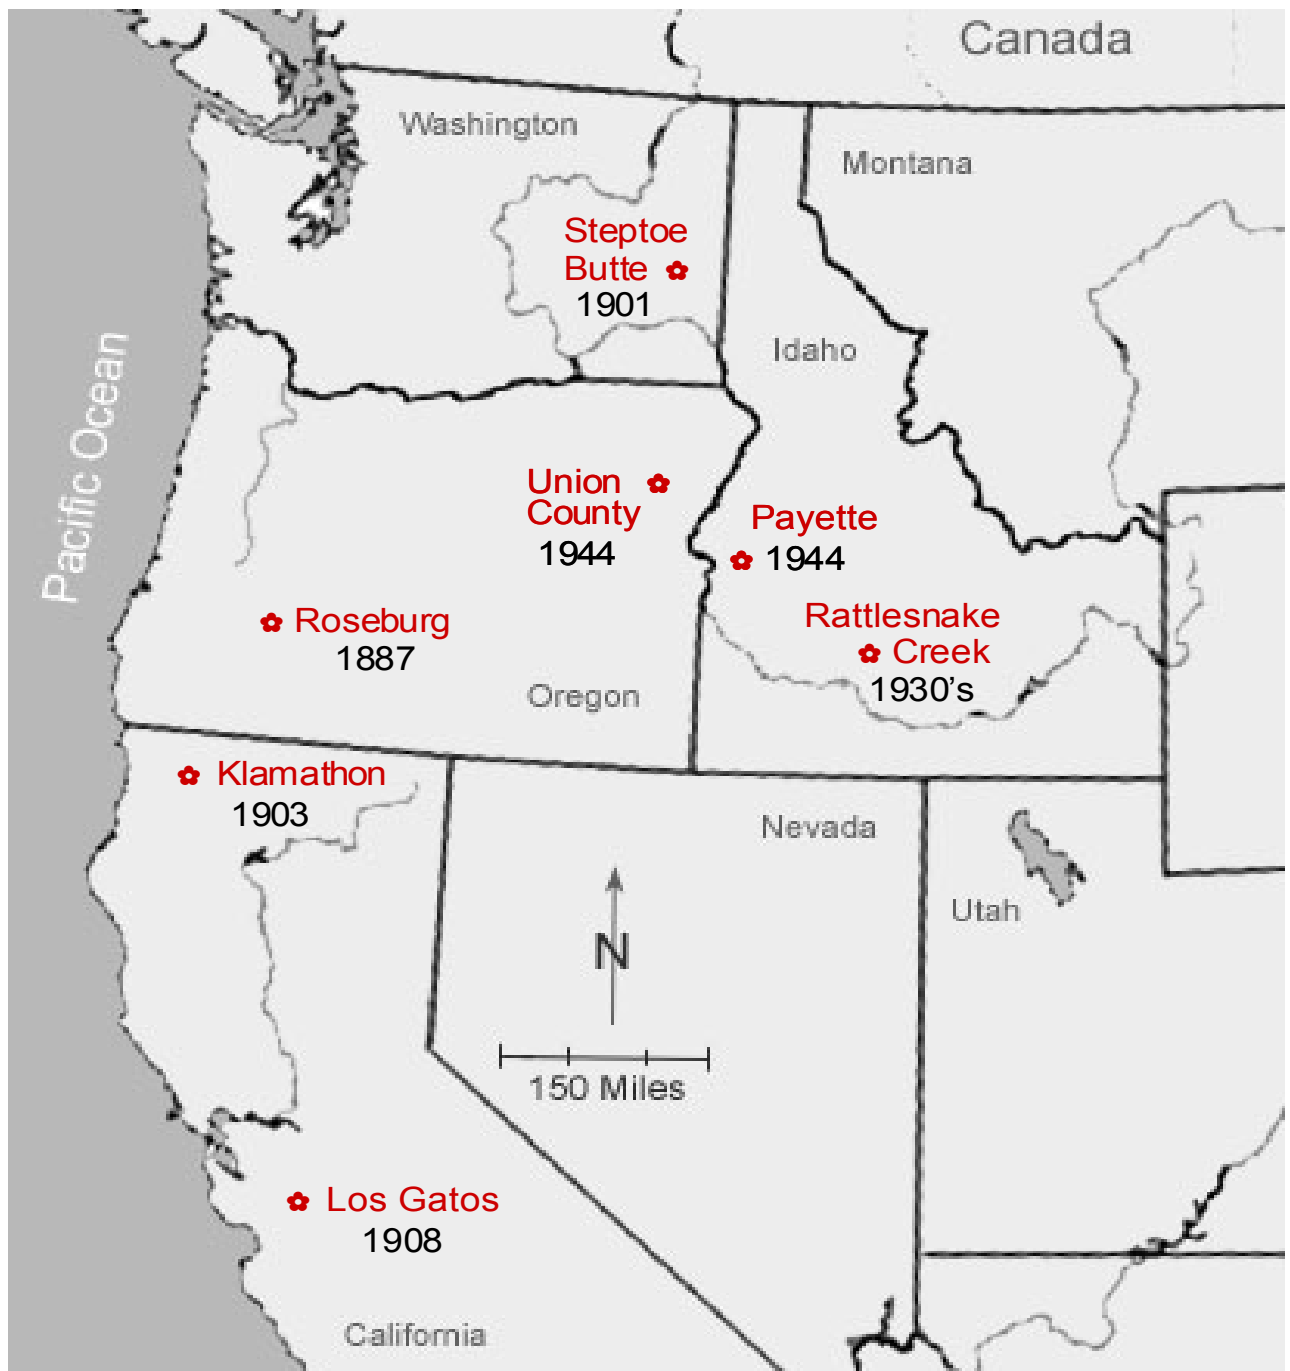 Canada
Washington
Montana
Steptoe
Butte
1901
Idaho
Pacific Ocean
Union
County
1944
Payette
1944
Rattlesnake
Creek
1930's
Roseburg
1887
Oregon
Klamathon
1903
Nevada
Utah
N
150 Miles
Los Gatos
1908
California